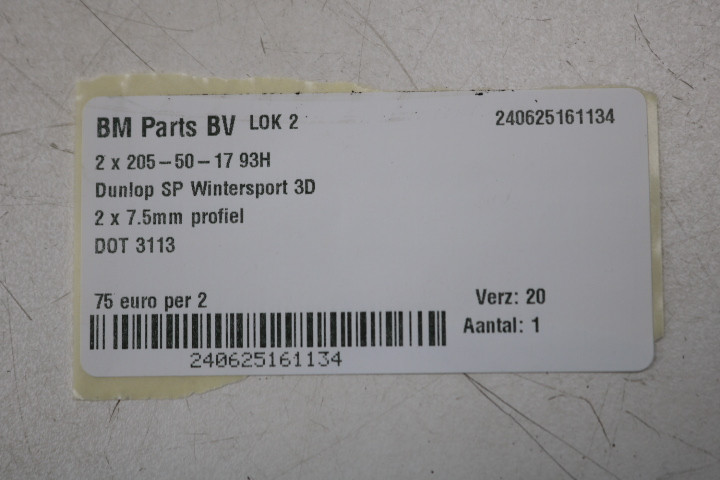 BM Parts BV LOK 2 240625161134
2 x 205-50-17 93H
Dunlop SP Wintersport 3D
2 x 7.5mm profiel
DOT 3113
75 euro per 2 Verz: 20
Aantal: 1
240625161134